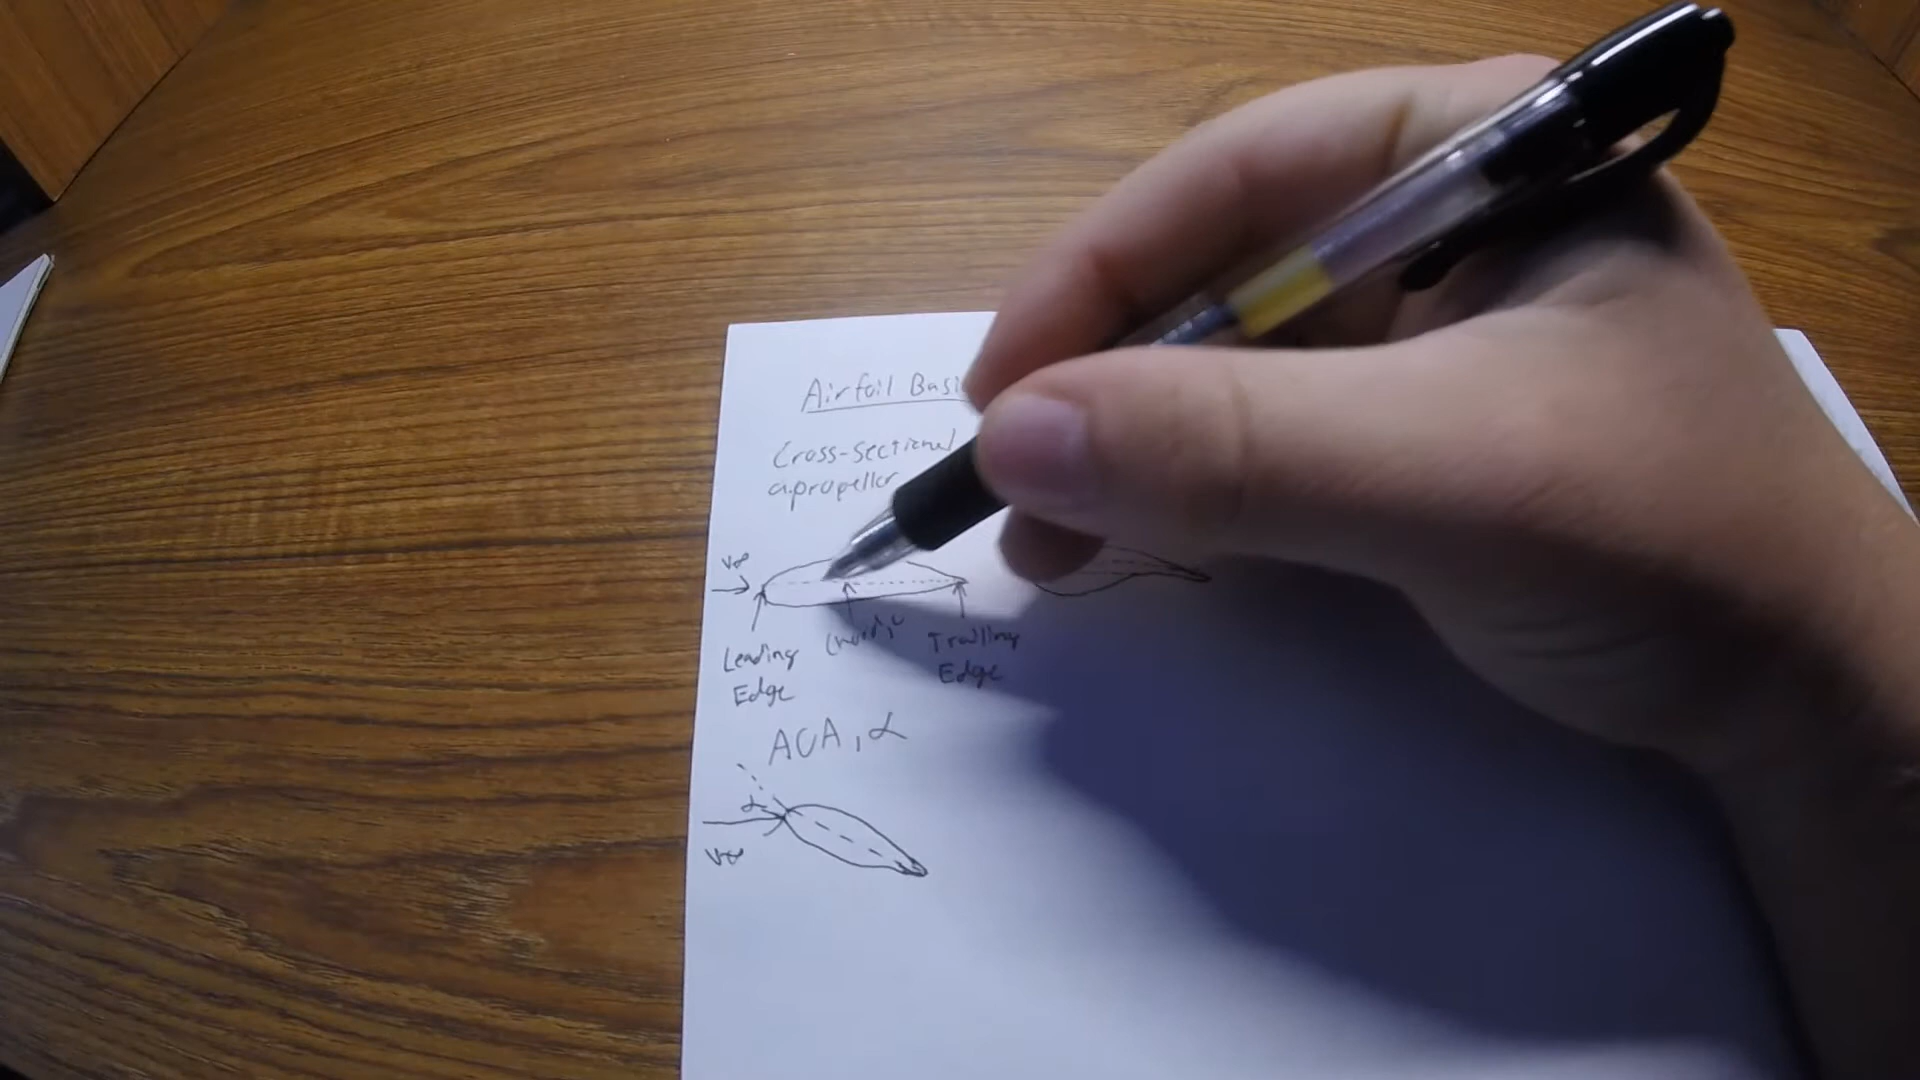 Airfoil Basi
Cross-sectional
a propeller
V∞
Leading
Edge
Chord, c
Trailing
Edge
AOA, α
α
V∞